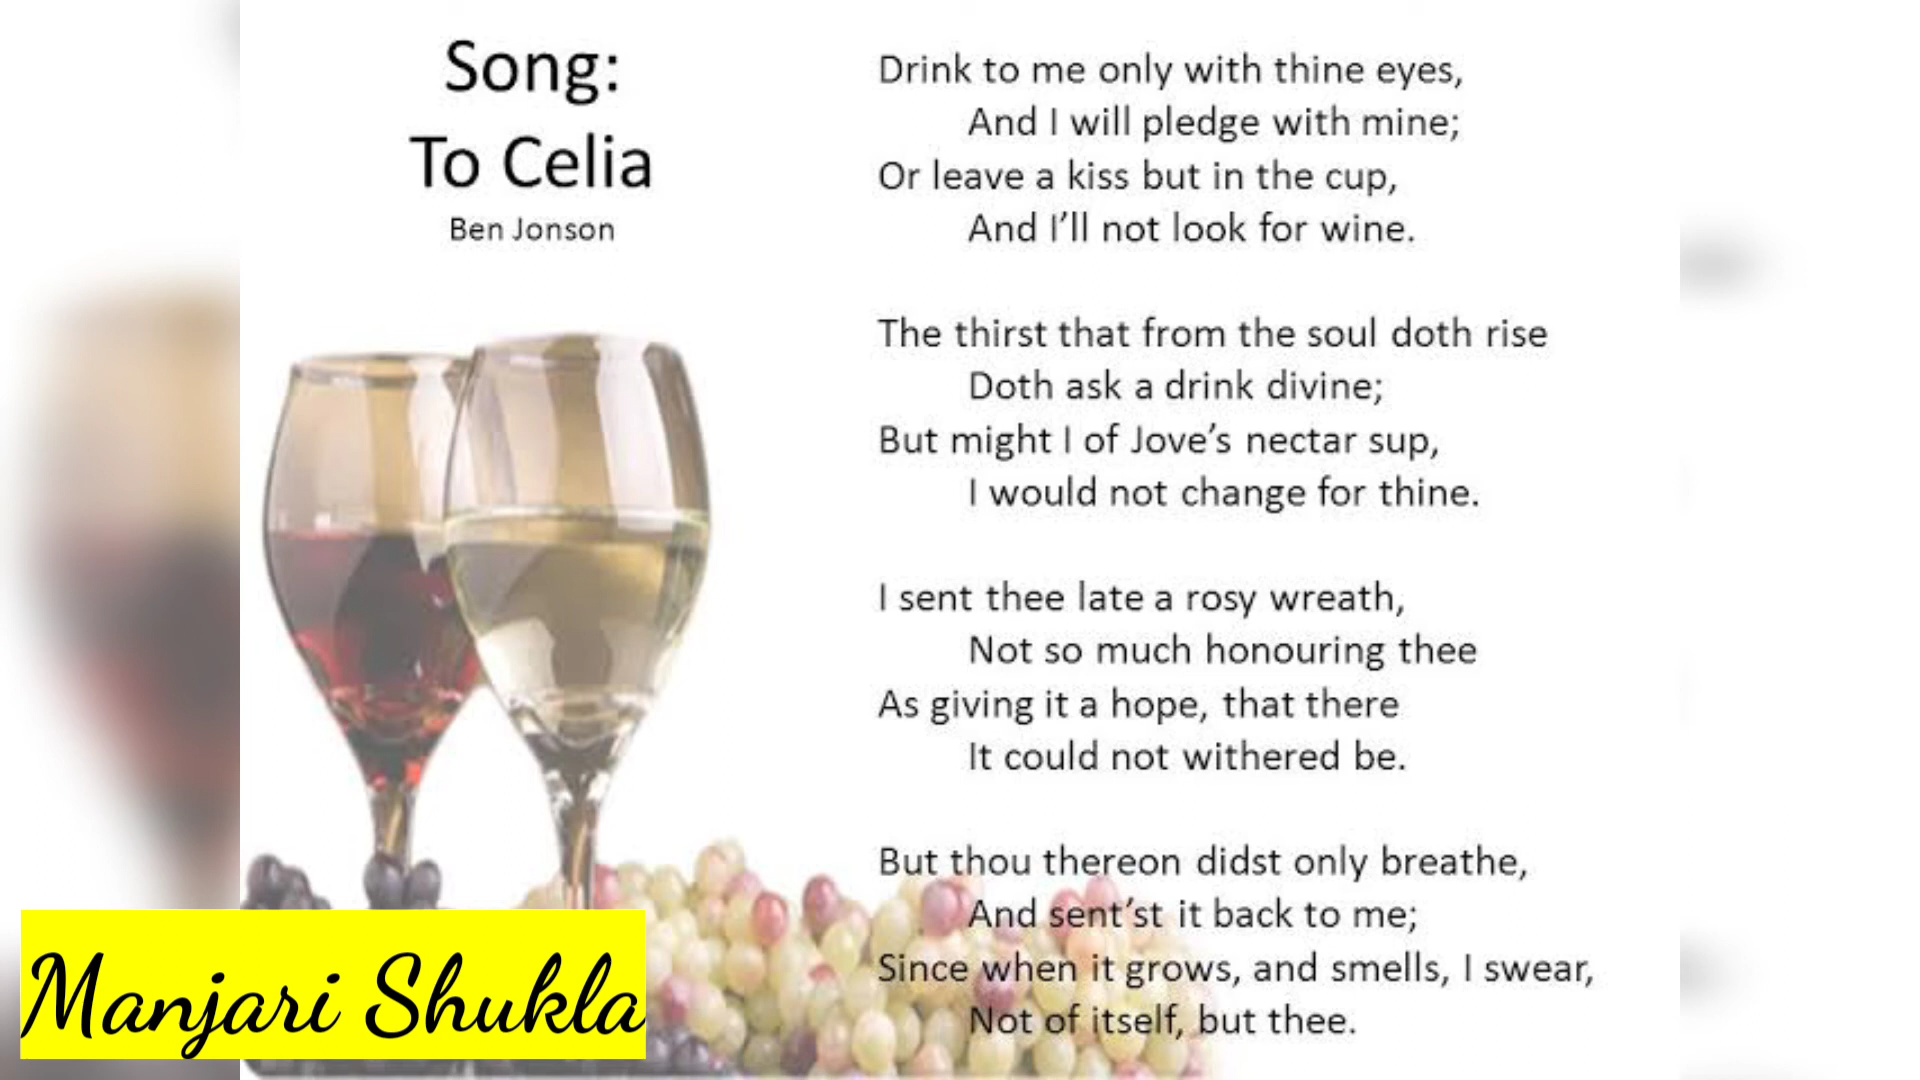 Song:
To Celia
Ben Jonson
Drink to me only with thine eyes,
And I will pledge with mine;
Or leave a kiss but in the cup,
And I’ll not look for wine.
The thirst that from the soul doth rise
Doth ask a drink divine;
But might I of Jove’s nectar sup,
I would not change for thine.
I sent thee late a rosy wreath,
Not so much honouring thee
As giving it a hope, that there
It could not withered be.
But thou thereon didst only breathe,
And sent’st it back to me;
Since when it grows, and smells, I swear,
Not of itself, but thee.
Manjari Shukla